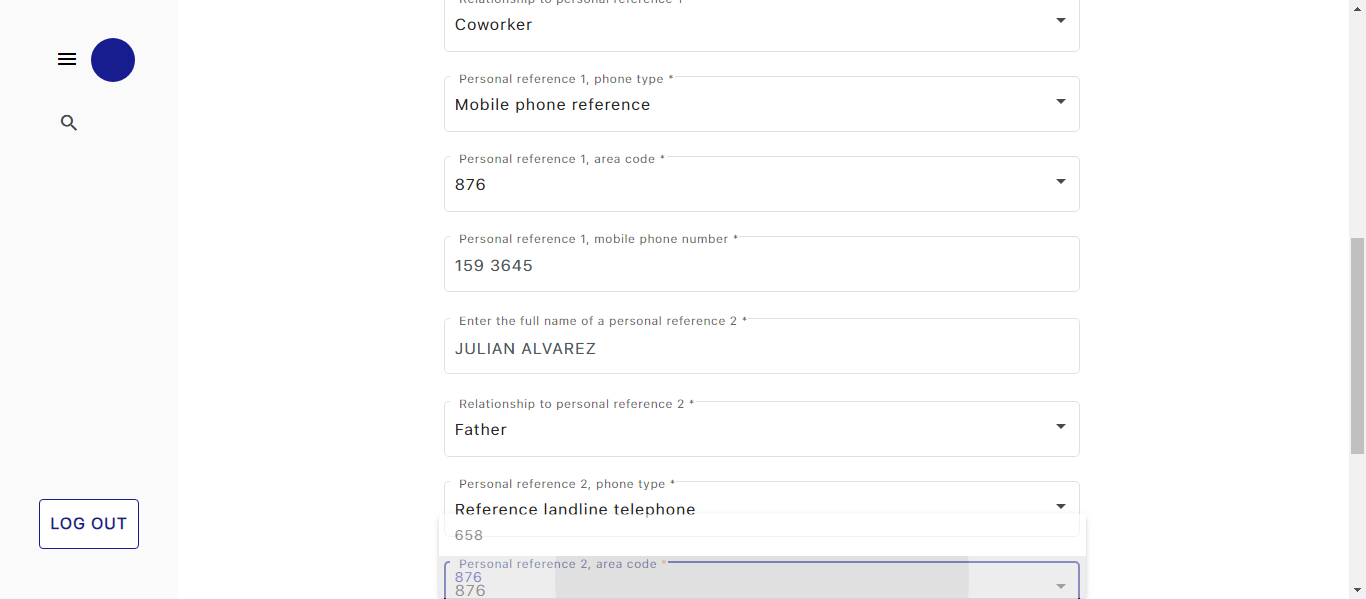 Relationship to personal reference 1
Coworker
Personal reference 1, phone type *
Mobile phone reference
Personal reference 1, area code *
876
Personal reference 1, mobile phone number *
159 3645
Enter the full name of a personal reference 2 *
JULIAN ALVAREZ
Relationship to personal reference 2 *
Father
Personal reference 2, phone type *
Reference landline telephone
658
Personal reference 2, area code *
876
876
LOG OUT